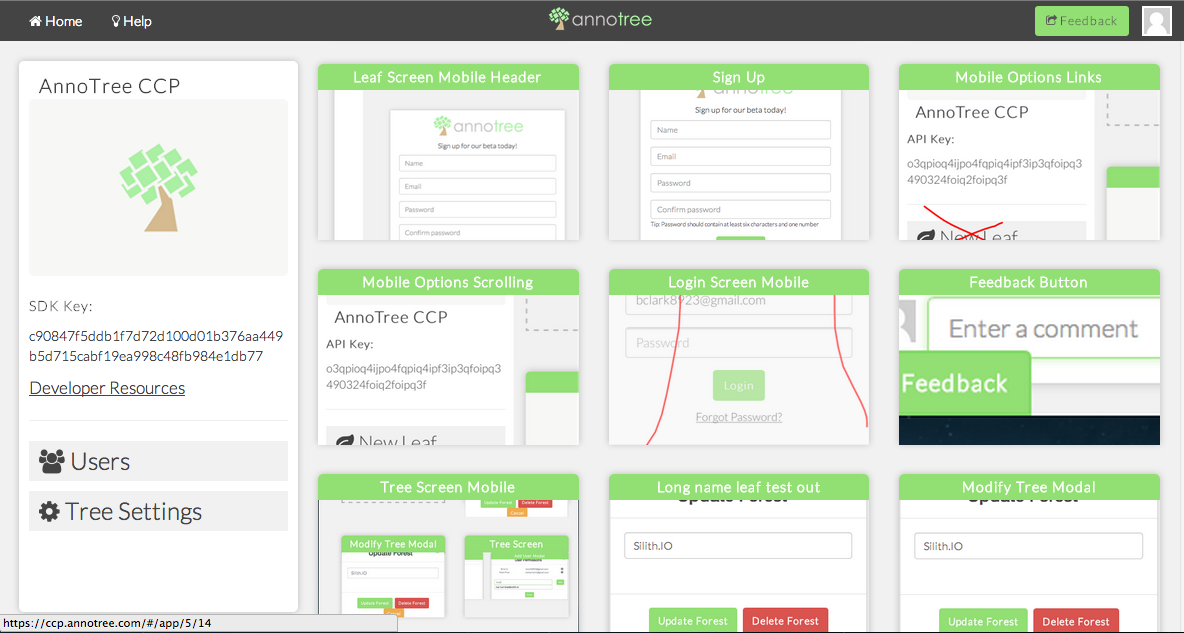 Home
Help
annotree
Feedback
AnnoTree CCP
SDK Key:
c90847f5ddb1f7d72d100d01b376aa449
b5d715cabf19ea998c48fb984e1db77
Developer Resources
Users
Tree Settings
Leaf Screen Mobile Header
annotree
Sign up for our beta today!
Name
Email
Password
Confirm password
Sign Up
annotree
Sign up for our beta today!
Name
Email
Password
Confirm password
Tip: Password should contain at least six characters and one number
Mobile Options Links
AnnoTree CCP
API Key:
o3qpioq4ijpo4fqpiq4ipf3ip3qfoipq3
490324foiq2foipq3f
New Leaf
Mobile Options Scrolling
AnnoTree CCP
API Key:
o3qpioq4ijpo4fqpiq4ipf3ip3qfoipq3
490324foiq2foipq3f
New Leaf
Login Screen Mobile
bclark8923@gmail.com
Password
Login
Forgot Password?
Feedback Button
Enter a comment
Feedback
Tree Screen Mobile
Update Forest
Delete Forest
Cancel
Modify Tree Modal
Update Forest
Silith.IO
Update Forest
Delete Forest
Tree Screen
Long name leaf test out
Update Forest
Silith.IO
Update Forest
Delete Forest
Modify Tree Modal
Update Forest
Silith.IO
Update Forest
Delete Forest
https://ccp.annotree.com/#/app/5/14